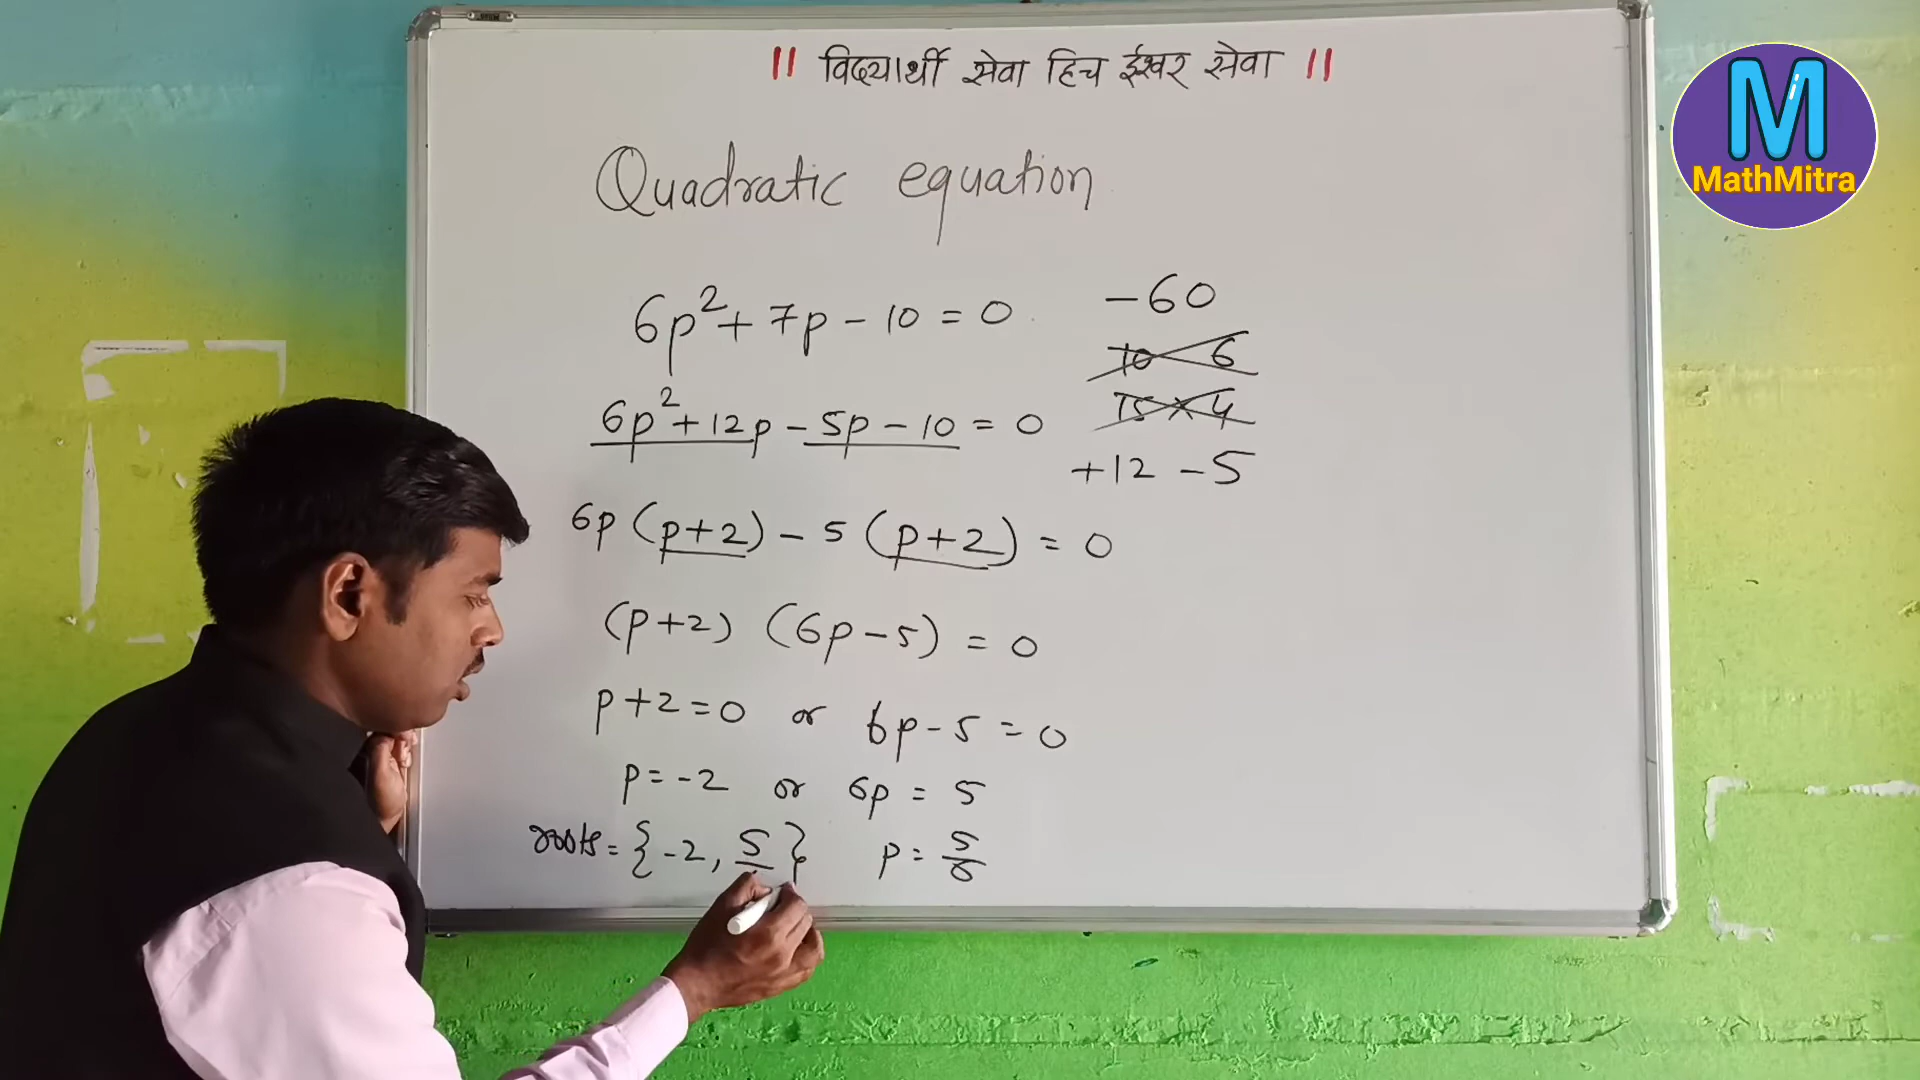 || विद्यार्थी सेवा हिच ईश्वर सेवा ||
M
MathMitra
Quadratic equation
6p² + 7p - 10 = 0
-60
10 6
15 x 4
+12 -5
6p² + 12p - 5p - 10 = 0
6p (p+2) - 5 (p+2) = 0
(p+2) (6p-5) = 0
p+2=0 or 6p-5=0
p=-2 or 6p = 5
roots = {-2, 5/ } p = 5/6